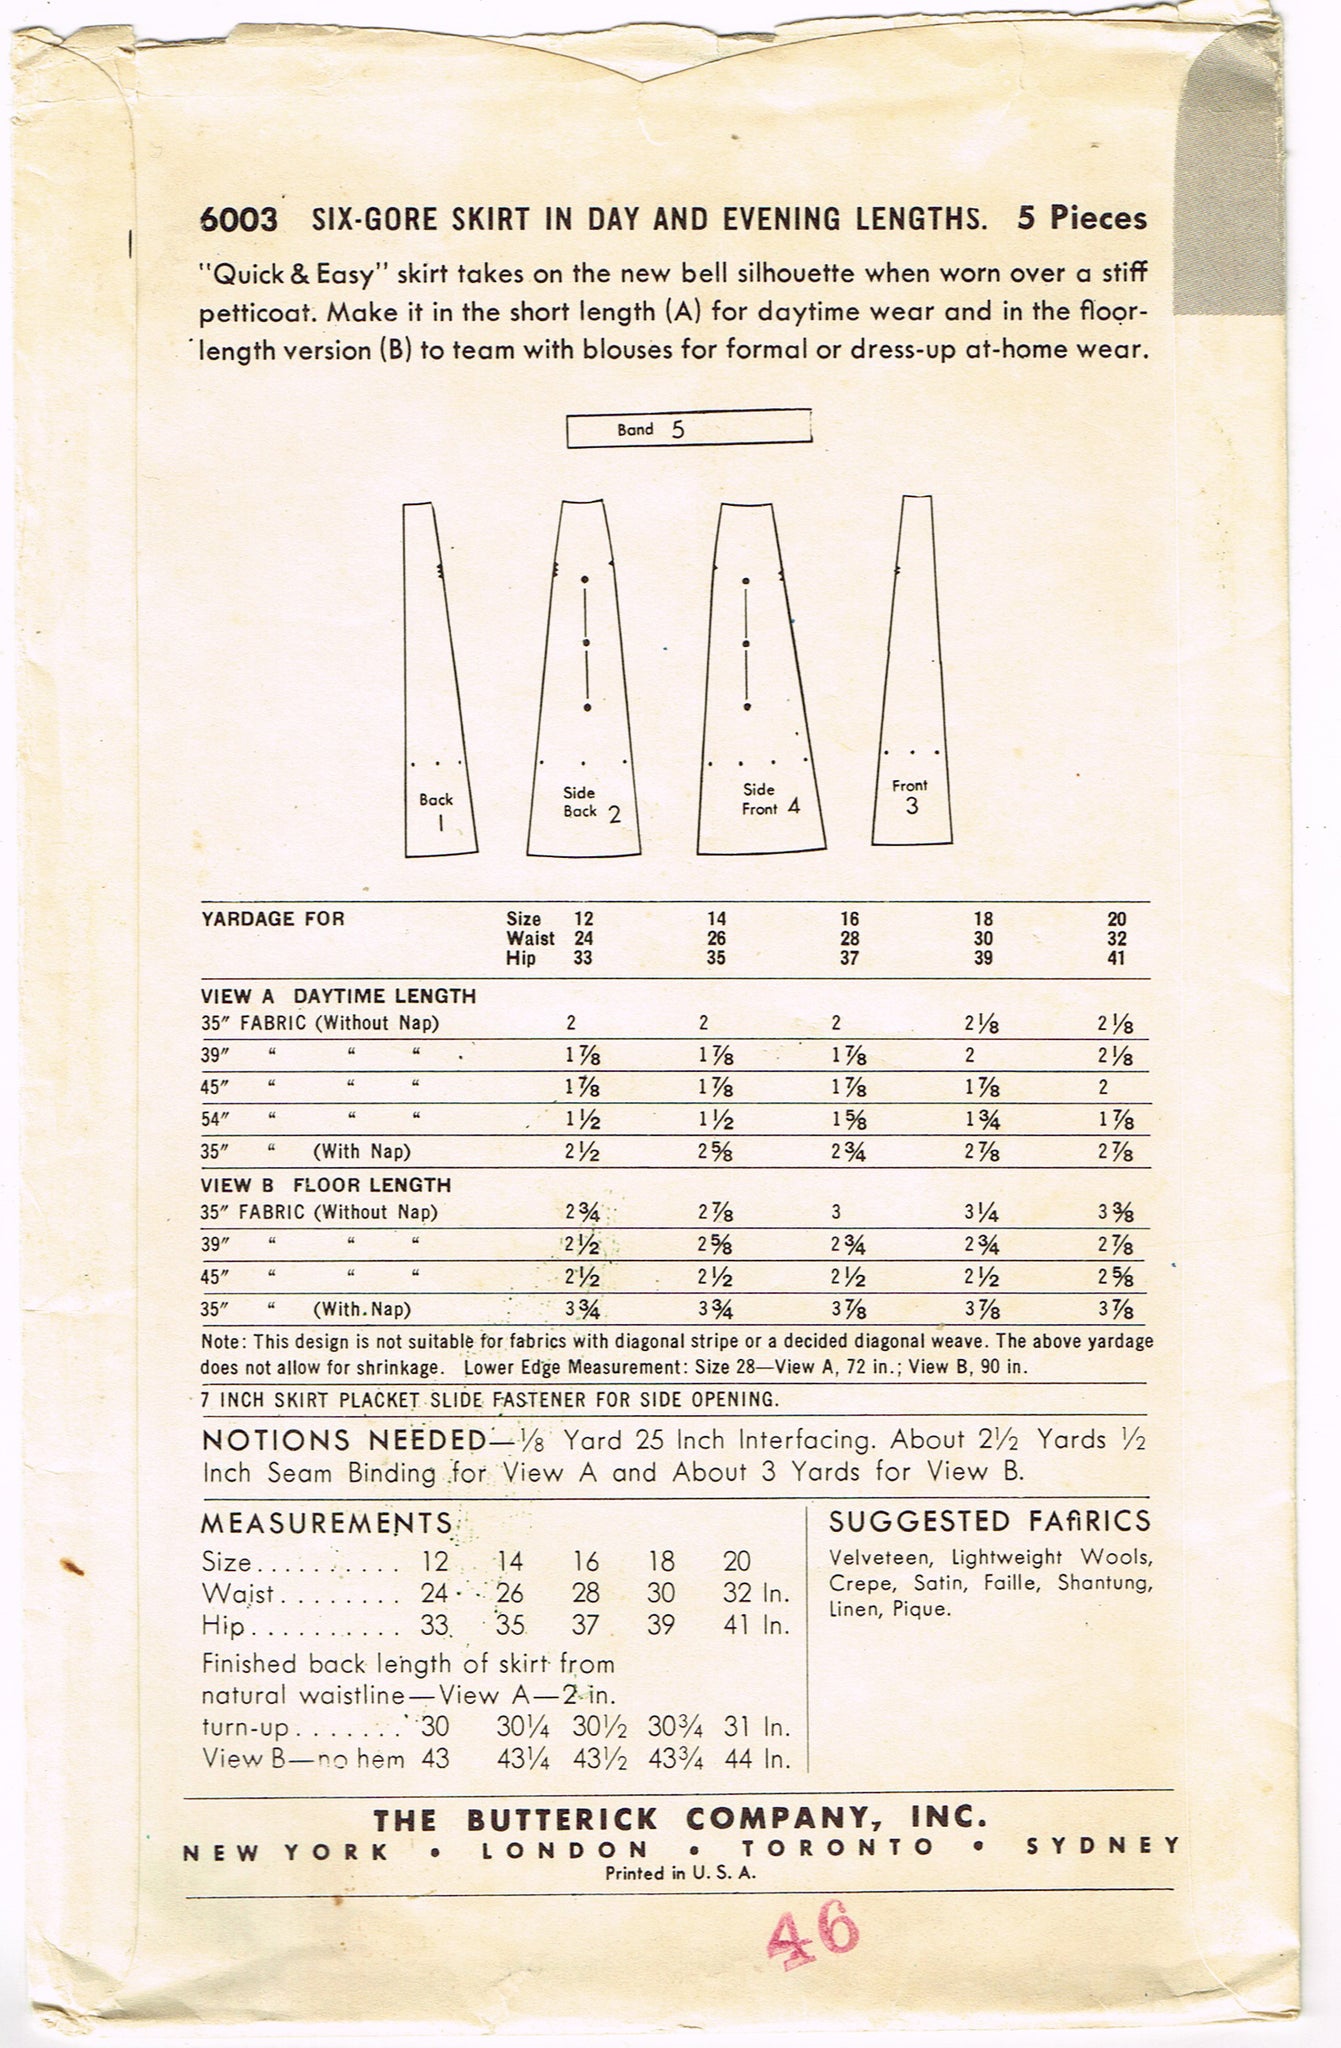 6003 SIX-GORE SKIRT IN DAY AND EVENING LENGTHS. 5 Pieces
"Quick & Easy" skirt takes on the new bell silhouette when worn over a stiff
petticoat. Make it in the short length (A) for daytime wear and in the floor-
length version (B) to team with blouses for formal or dress-up at-home wear.
Band 5
Back 1
Side Back 2
Side Front 4
Front 3
YARDAGE FOR Size 12 14 16 18 20
Waist 24 26 28 30 32
Hip 33 35 37 39 41
VIEW A DAYTIME LENGTH
35" FABRIC (Without Nap) 2 2 2 2⅛ 2⅛
39" " " " 1⅞ 1⅞ 1⅞ 2 2⅛
45" " " " 1⅞ 1⅞ 1⅞ 1⅞ 2
54" " " " 1½ 1½ 1⅝ 1¾ 1⅞
35" " (With Nap) 2½ 2⅝ 2¾ 2⅞ 2⅞
VIEW B FLOOR LENGTH
35" FABRIC (Without Nap) 2¾ 2⅞ 3 3¼ 3⅜
39" " " " 2½ 2⅝ 2¾ 2¾ 2⅞
45" " " " 2½ 2½ 2½ 2½ 2⅝
35" " (With Nap) 3¾ 3¾ 3⅞ 3⅞ 3⅞
Note: This design is not suitable for fabrics with diagonal stripe or a decided diagonal weave. The above yardage
does not allow for shrinkage. Lower Edge Measurement: Size 28—View A, 72 in.; View B, 90 in.
7 INCH SKIRT PLACKET SLIDE FASTENER FOR SIDE OPENING.
NOTIONS NEEDED—⅛ Yard 25 Inch Interfacing. About 2½ Yards ½
Inch Seam Binding for View A and About 3 Yards for View B.
MEASUREMENTS
Size.......... 12 14 16 18 20
Waist........ 24 26 28 30 32 In.
Hip.......... 33 35 37 39 41 In.
Finished back length of skirt from
natural waistline—View A—2 in.
turn-up....... 30 30¼ 30½ 30¾ 31 In.
View B—no hem 43 43¼ 43½ 43¾ 44 In.
SUGGESTED FABRICS
Velveteen, Lightweight Wools,
Crepe, Satin, Faille, Shantung,
Linen, Pique.
THE BUTTERICK COMPANY, INC.
NEW YORK • LONDON • TORONTO • SYDNEY
Printed in U. S. A.
46